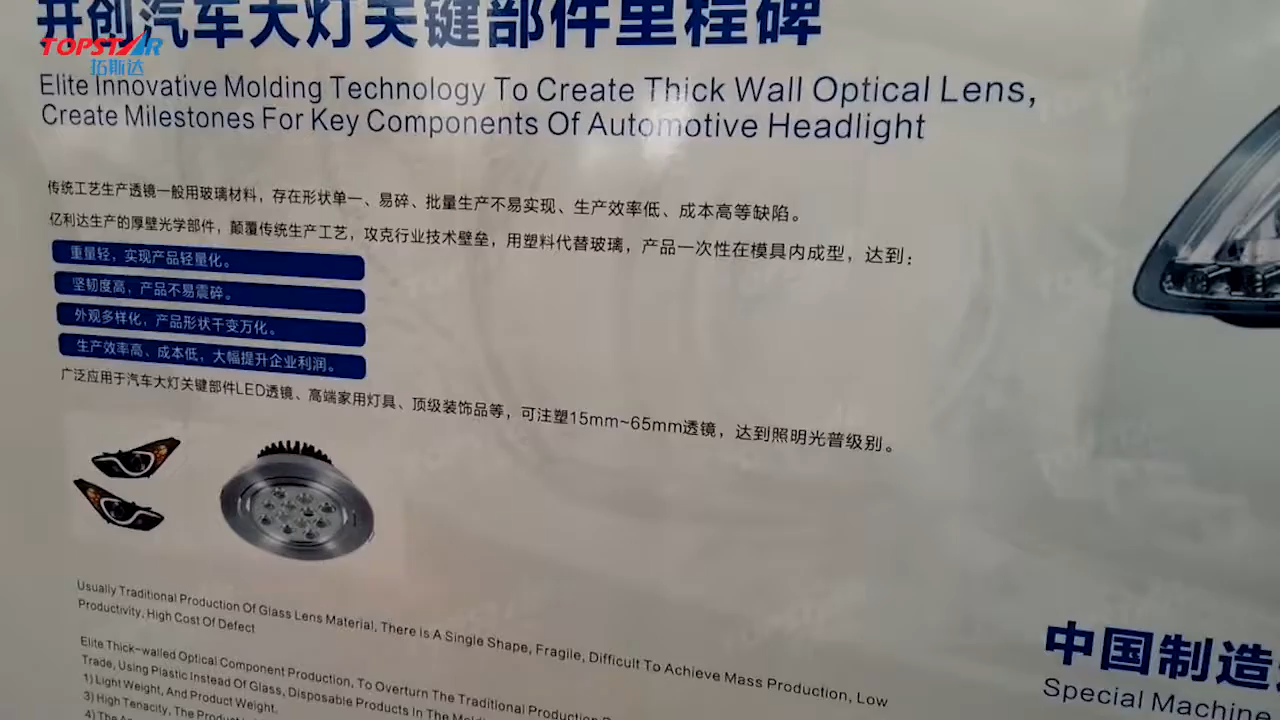 开创汽车大灯关键部件里程碑
TOPSTAR
拓斯达
Elite Innovative Molding Technology To Create Thick Wall Optical Lens,
Create Milestones For Key Components Of Automotive Headlight
传统工艺生产透镜一般用玻璃材料，存在形状单一、易碎、批量生产不易实现、生产效率低、成本高等缺陷。
亿利达生产的厚壁光学部件，颠覆传统生产工艺，攻克行业技术壁垒，用塑料代替玻璃，产品一次性在模具内成型，达到：
重量轻，实现产品轻量化。
坚韧度高，产品不易震碎。
外观多样化，产品形状千变万化。
生产效率高、成本低，大幅提升企业利润。
广泛应用于汽车大灯关键部件LED透镜、高端家用灯具、顶级装饰品等，可注塑15mm~65mm透镜，达到照明光普级别。
Usually Traditional Production Of Glass Lens Material, There Is A Single Shape, Fragile, Difficult To Achieve Mass Production, Low
Productivity, High Cost Of Defect
Elite Thick-walled Optical Component Production, To Overturn The Traditional Production
Trade, Using Plastic Instead Of Glass, Disposable Products In The
1) Light Weight, And Product Weight.
3) High Tenacity, The Product
4) The
中国制造
Special Machine